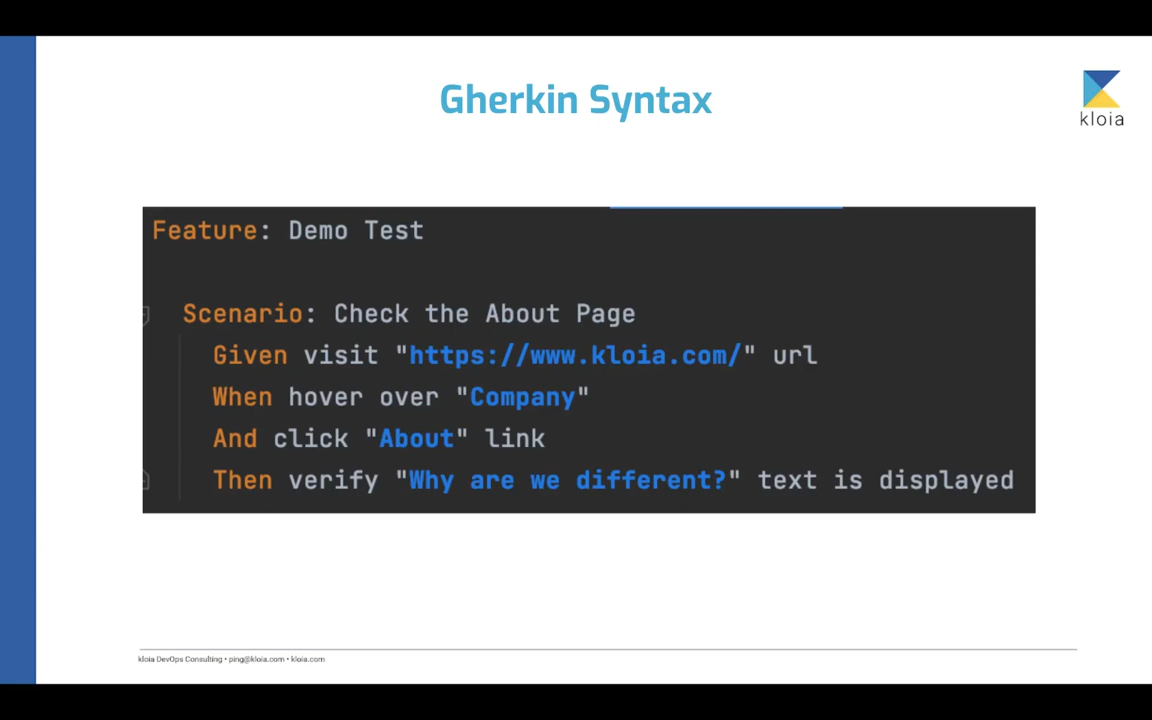 Gherkin Syntax
kloia
Feature: Demo Test
Scenario: Check the About Page
Given visit "https://www.kloia.com/" url
When hover over "Company"
And click "About" link
Then verify "Why are we different?" text is displayed
kloia DevOps Consulting • ping@kloia.com • kloia.com